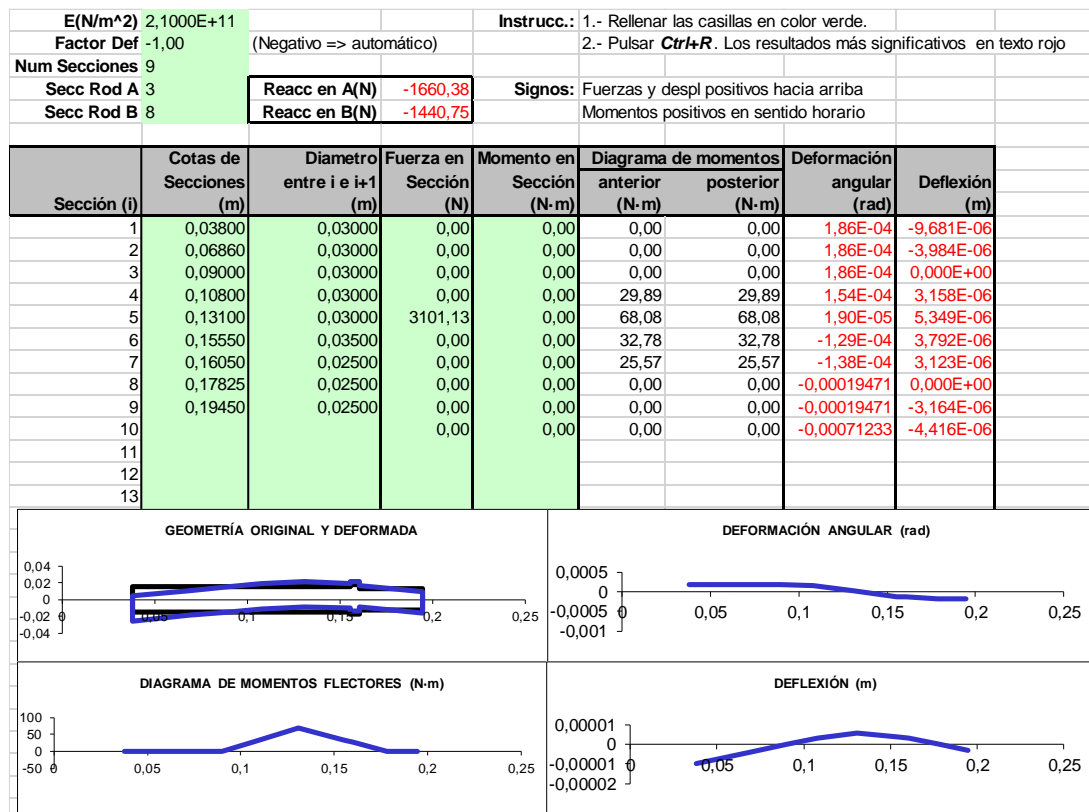 E(N/m^2) 2,1000E+11 Instrucc.: 1.- Rellenar las casillas en color verde.
Factor Def -1,00 (Negativo => automático) 2.- Pulsar Ctrl+R. Los resultados más significativos en texto rojo
Num Secciones 9
Secc Rod A 3 Reacc en A(N) -1660,38 Signos: Fuerzas y despl positivos hacia arriba
Secc Rod B 8 Reacc en B(N) -1440,75 Momentos positivos en sentido horario
Cotas de Diametro Fuerza en Momento en Diagrama de momentos Deformación
Secciones entre i e i+1 Sección Sección anterior posterior angular Deflexión
Sección (i) (m) (m) (N) (N·m) (N·m) (N·m) (rad) (m)
1 0,03800 0,03000 0,00 0,00 0,00 0,00 1,86E-04 -9,681E-06
2 0,06860 0,03000 0,00 0,00 0,00 0,00 1,86E-04 -3,984E-06
3 0,09000 0,03000 0,00 0,00 0,00 0,00 1,86E-04 0,000E+00
4 0,10800 0,03000 0,00 0,00 29,89 29,89 1,54E-04 3,158E-06
5 0,13100 0,03000 3101,13 0,00 68,08 68,08 1,90E-05 5,349E-06
6 0,15550 0,03500 0,00 0,00 32,78 32,78 -1,29E-04 3,792E-06
7 0,16050 0,02500 0,00 0,00 25,57 25,57 -1,38E-04 3,123E-06
8 0,17825 0,02500 0,00 0,00 0,00 0,00 -0,00019471 0,000E+00
9 0,19450 0,02500 0,00 0,00 0,00 0,00 -0,00019471 -3,164E-06
10 0,00 0,00 0,00 0,00 -0,00071233 -4,416E-06
11
12
13
GEOMETRÍA ORIGINAL Y DEFORMADA
0,04
0,02
0
-0,02
-0,04
0 0,05 0,1 0,15 0,2 0,25
DEFORMACIÓN ANGULAR (rad)
0,0005
0
-0,0005
-0,001
0 0,05 0,1 0,15 0,2 0,25
DIAGRAMA DE MOMENTOS FLECTORES (N·m)
100
50
0
-50
0 0,05 0,1 0,15 0,2 0,25
DEFLEXIÓN (m)
0,00001
0
-0,00001
-0,00002
0 0,05 0,1 0,15 0,2 0,25